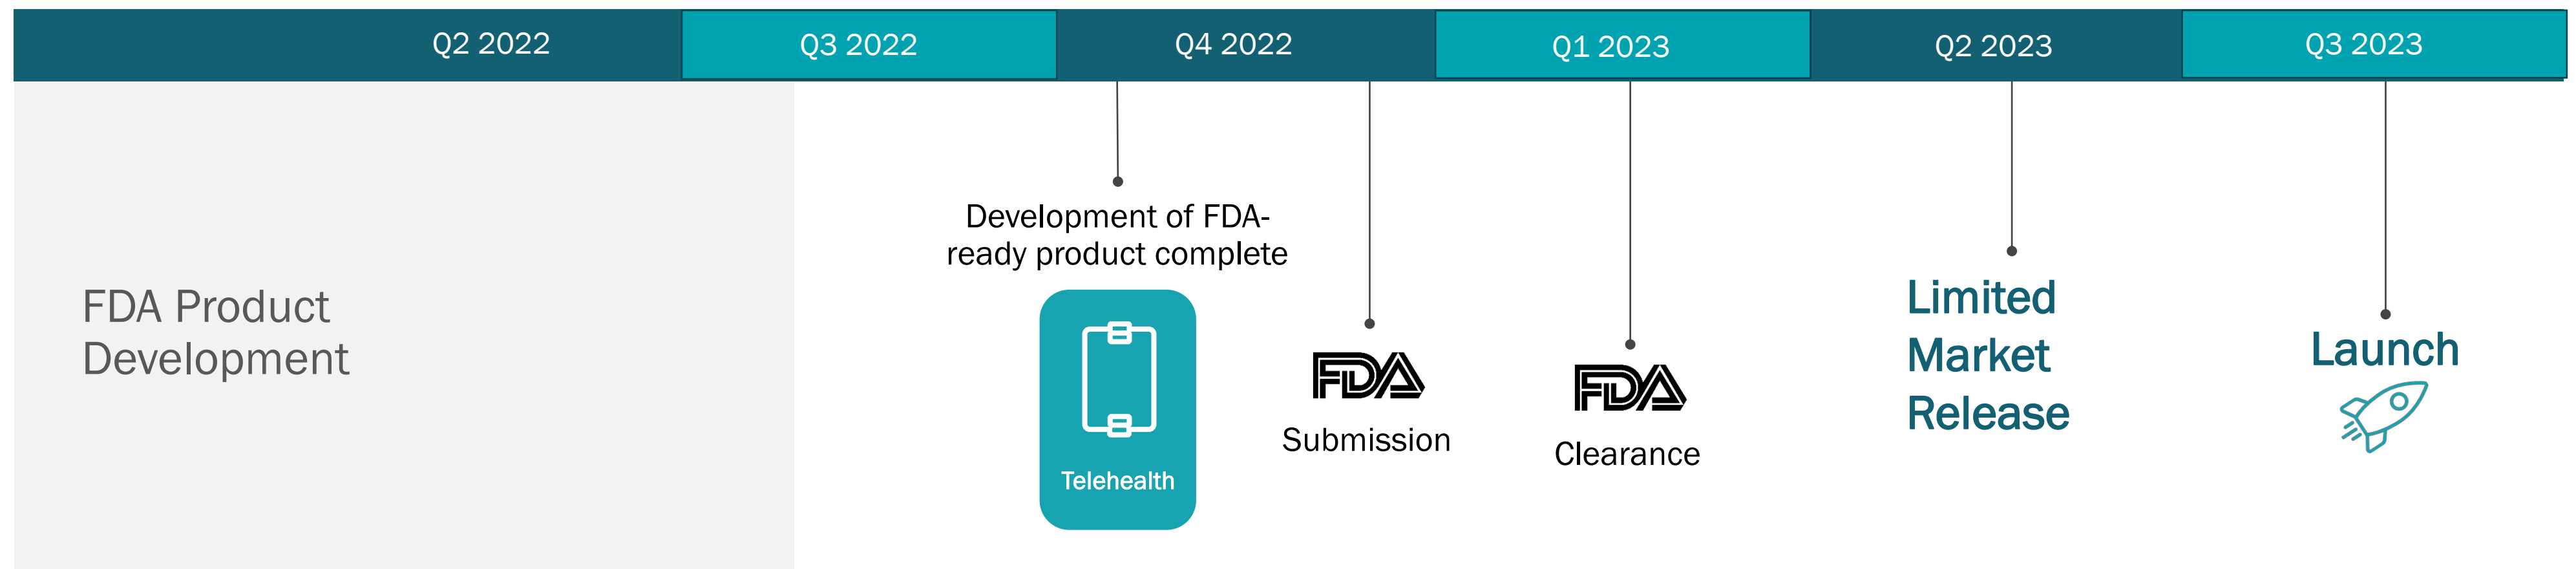 Q2 2022
Q3 2022
Q4 2022
Q1 2023
Q2 2023
Q3 2023
FDA Product
Development
Development of FDA-
ready product complete
Telehealth
FDA
Submission
FDA
Clearance
Limited
Market
Release
Launch